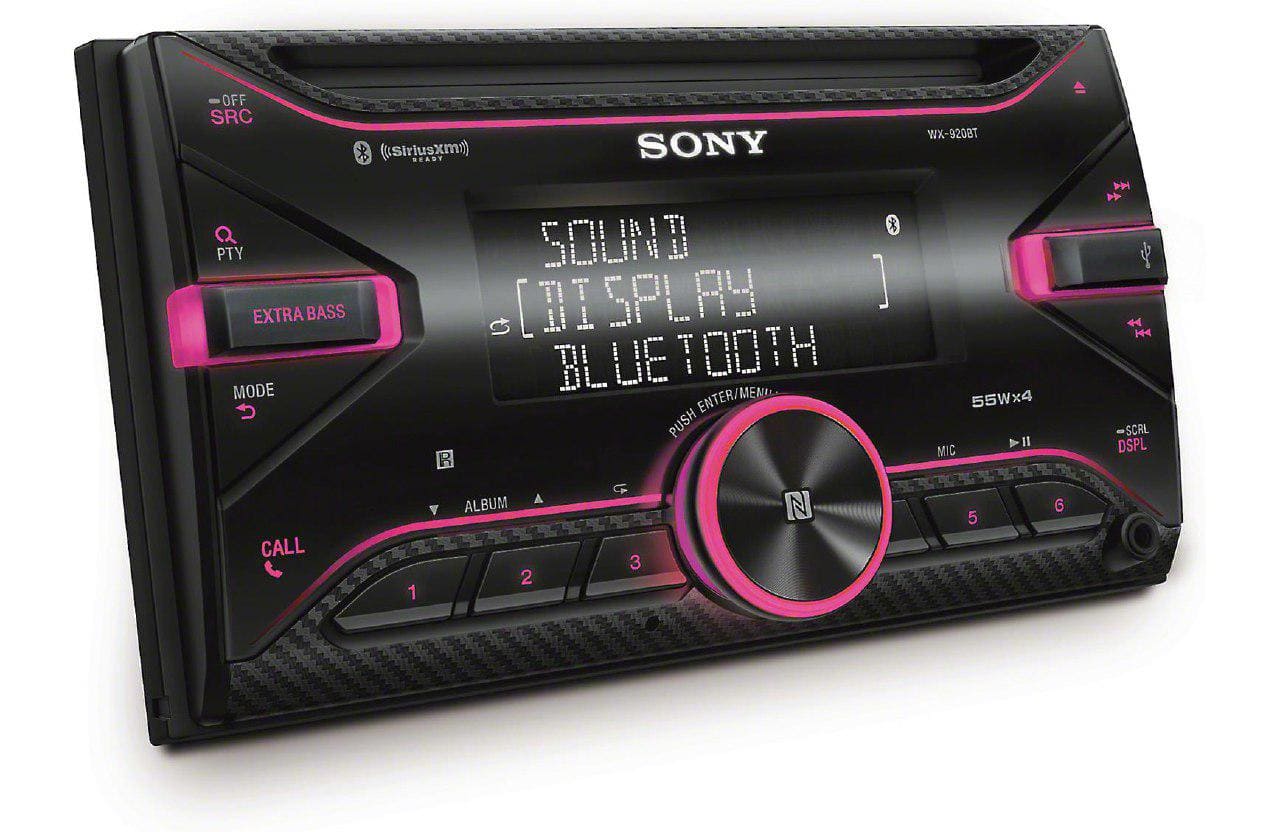 OFF
SRC
SiriusXM
READY
SONY
WX-920BT
PTY
SOUND
DISPLAY
BLUETOOTH
EXTRA BASS
MODE
PUSH ENTER/MENU
55Wx4
SCRL
DSPL
MIC
ALBUM
CALL
1
2
3
5
6